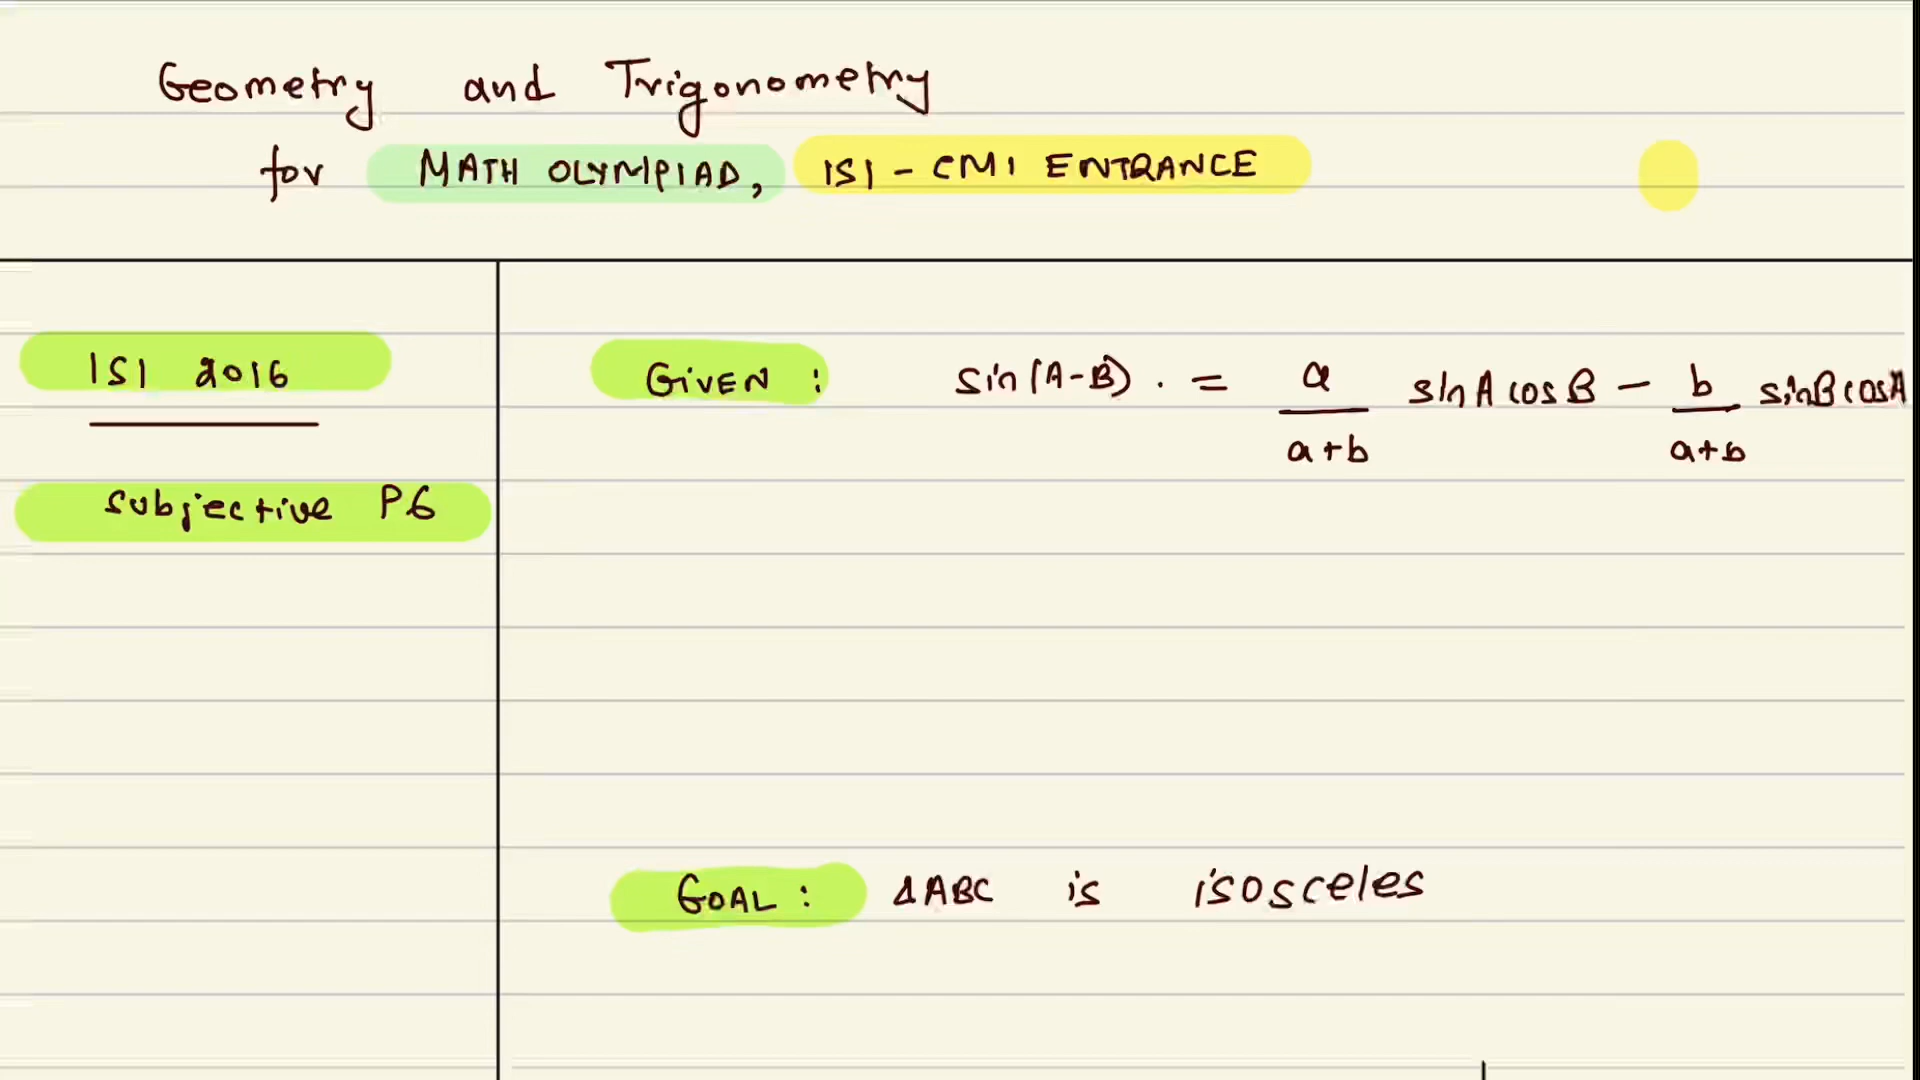 Geometry and Trigonometry
for MATH OLYMPIAD, ISI - CMI ENTRANCE
ISI 2016
Subjective P6
GIVEN : sin(A-B) . = a/a+b sinA cosB - b/a+b sinB cosA
GOAL : ΔABC is isosceles